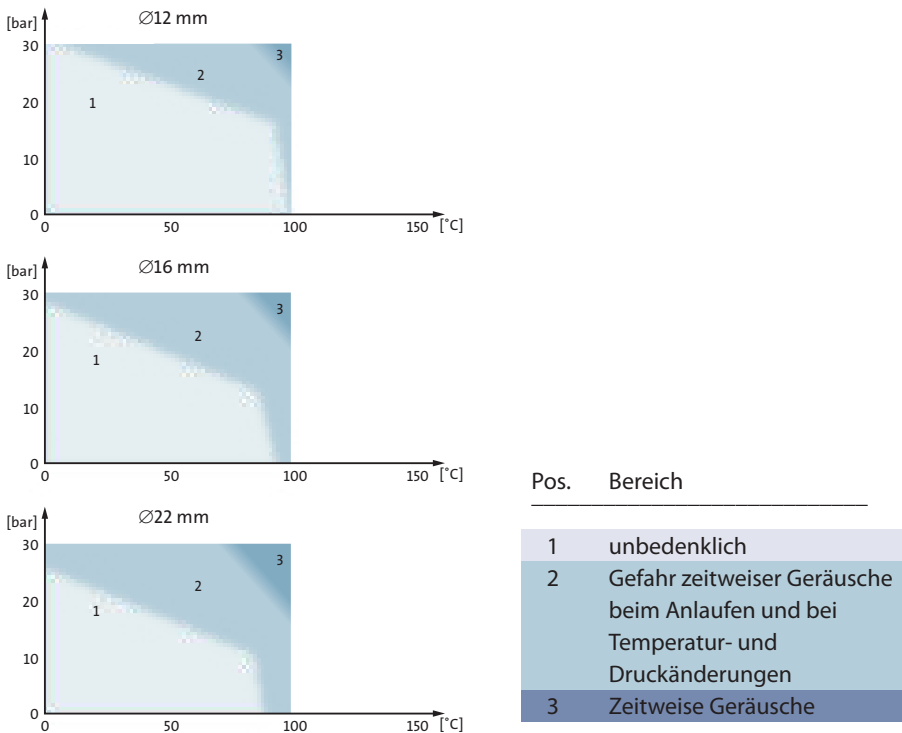 [bar]
∅12 mm
30
3
2
20
1
10
0
0 50 100 150 [°C]
[bar]
∅16 mm
30
3
2
20
1
10
0
0 50 100 150 [°C]
[bar]
∅22 mm
30
3
2
20
1
10
0
0 50 100 150 [°C]
Pos. Bereich
1 unbedenklich
2 Gefahr zeitweiser Geräusche
beim Anlaufen und bei
Temperatur- und
Druckänderungen
3 Zeitweise Geräusche